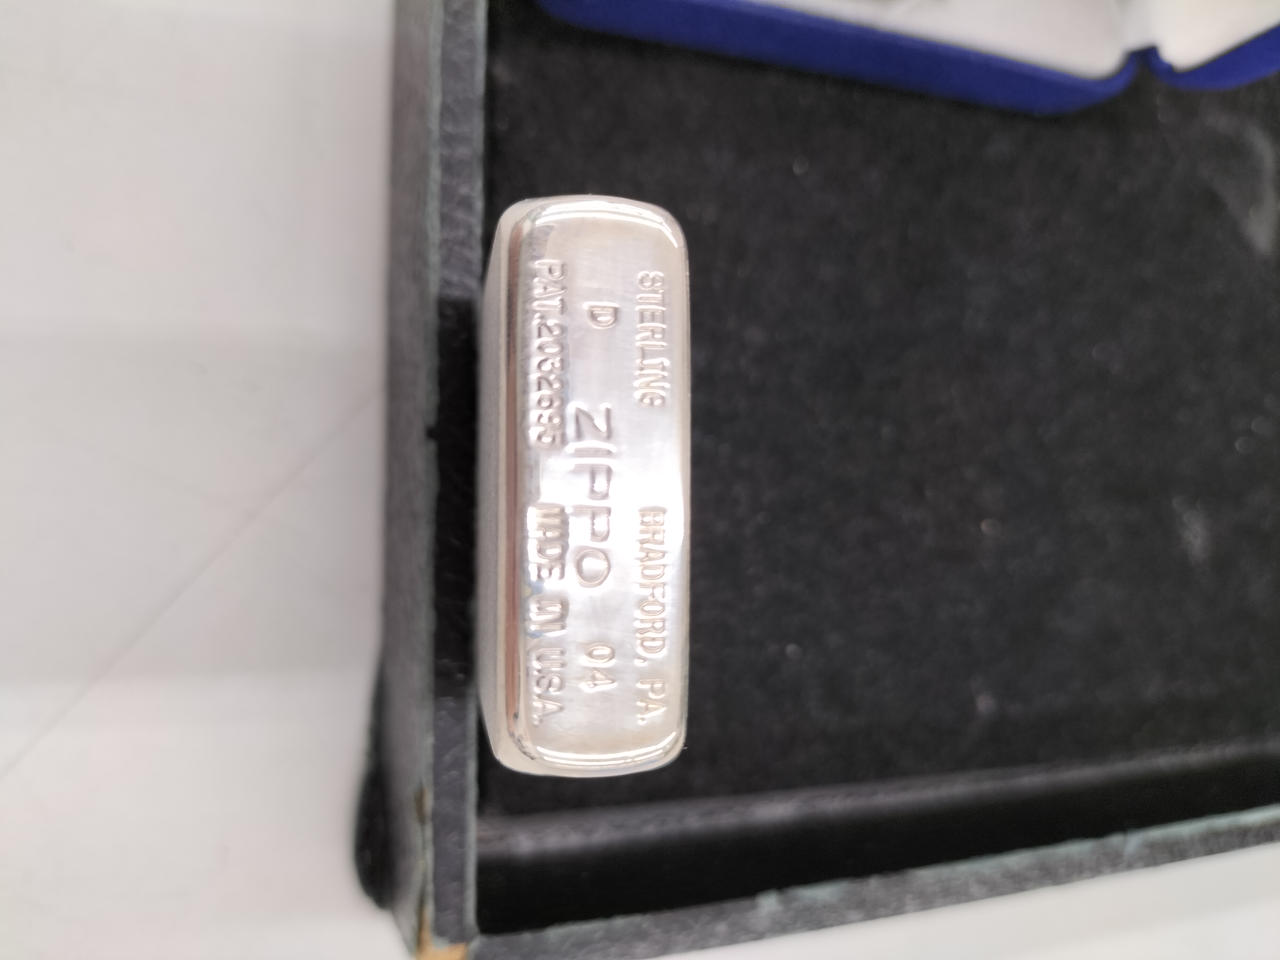 STERLING BRADFORD, PA.
D ZIPPO 04
PAT. 2032695 MADE IN U.S.A.